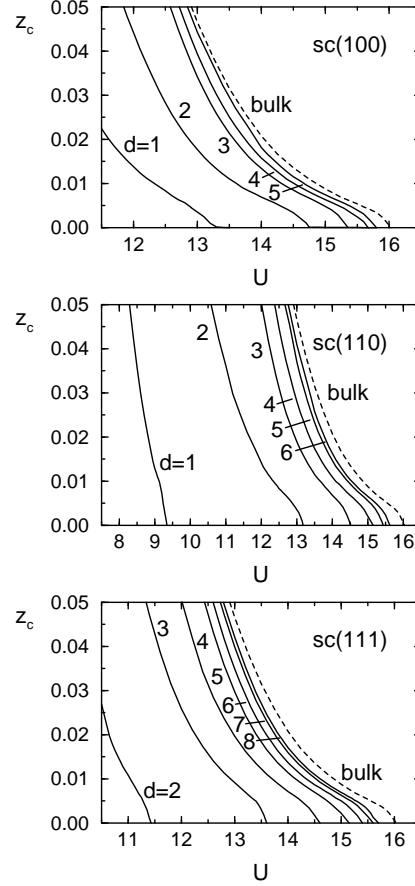 z_c
0.05
0.04
0.03
0.02
0.01
0.00
sc(100)
bulk
d=1
2
3
4
5
12 13 14 15 16
U
z_c
0.05
0.04
0.03
0.02
0.01
0.00
sc(110)
bulk
d=1
2
3
4
5
6
8 9 10 11 12 13 14 15 16
U
z_c
0.05
0.04
0.03
0.02
0.01
0.00
sc(111)
bulk
d=2
3
4
5
6
7
8
11 12 13 14 15 16
U